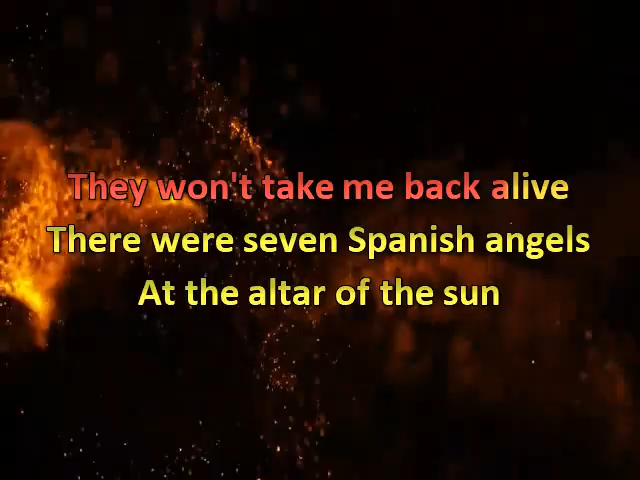 They won't take me back alive
There were seven Spanish angels
At the altar of the sun